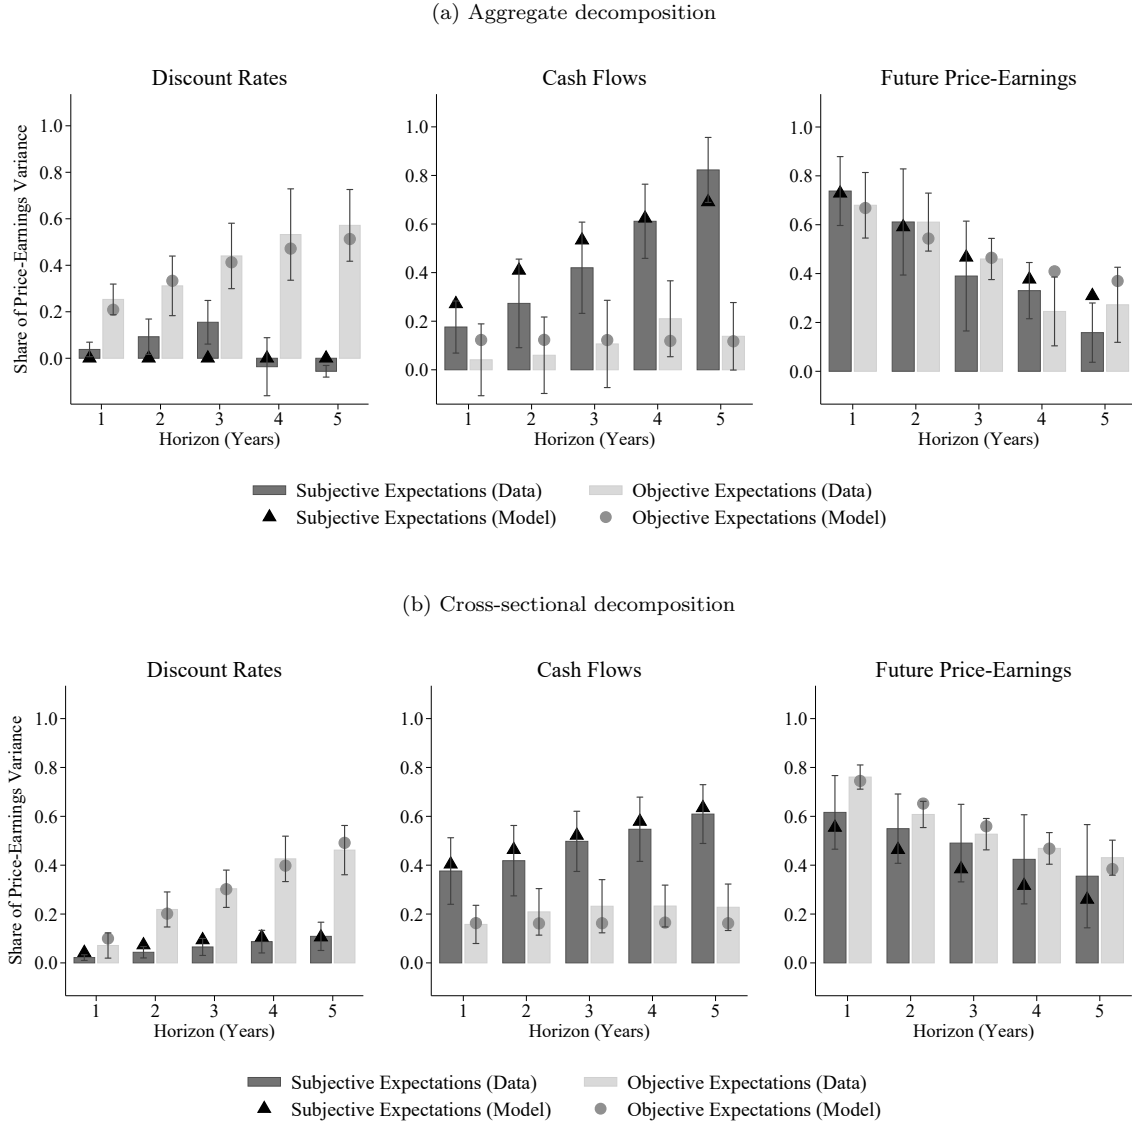 (a) Aggregate decomposition
Discount Rates
Cash Flows
Future Price-Earnings
Share of Price-Earnings Variance
1.0
0.8
0.6
0.4
0.2
0.0
1 2 3 4 5
Horizon (Years)
1.0
0.8
0.6
0.4
0.2
0.0
1 2 3 4 5
Horizon (Years)
1.0
0.8
0.6
0.4
0.2
0.0
1 2 3 4 5
Horizon (Years)
Subjective Expectations (Data)
Objective Expectations (Data)
Subjective Expectations (Model)
Objective Expectations (Model)
(b) Cross-sectional decomposition
Discount Rates
Cash Flows
Future Price-Earnings
Share of Price-Earnings Variance
1.0
0.8
0.6
0.4
0.2
0.0
1 2 3 4 5
Horizon (Years)
1.0
0.8
0.6
0.4
0.2
0.0
1 2 3 4 5
Horizon (Years)
1.0
0.8
0.6
0.4
0.2
0.0
1 2 3 4 5
Horizon (Years)
Subjective Expectations (Data)
Objective Expectations (Data)
Subjective Expectations (Model)
Objective Expectations (Model)